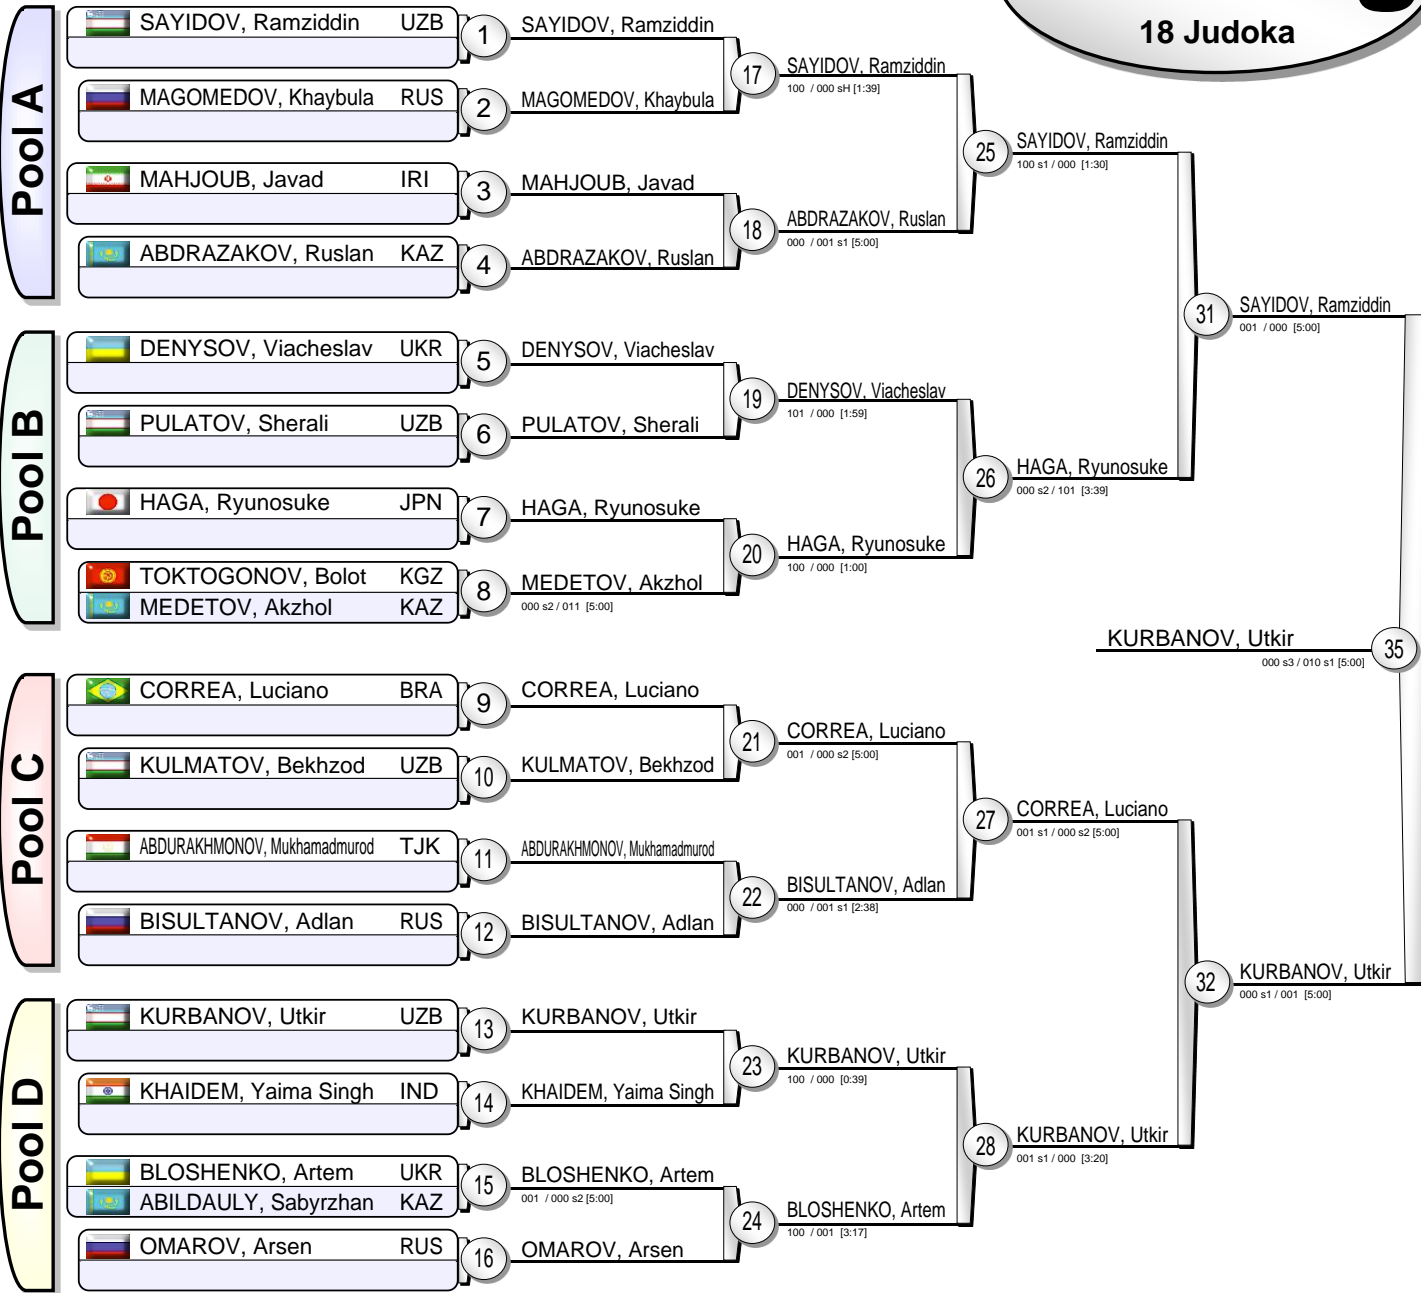 18 Judoka
Pool A
SAYIDOV, Ramziddin UZB
1
MAGOMEDOV, Khaybula RUS
2
MAHJOUB, Javad IRI
3
ABDRAZAKOV, Ruslan KAZ
4
Pool B
DENYSOV, Viacheslav UKR
5
PULATOV, Sherali UZB
6
HAGA, Ryunosuke JPN
7
TOKTOGONOV, Bolot KGZ
MEDETOV, Akzhol KAZ
8
Pool C
CORREA, Luciano BRA
9
KULMATOV, Bekhzod UZB
10
ABDURAKHMONOV, Mukhamadmurod TJK
11
BISULTANOV, Adlan RUS
12
Pool D
KURBANOV, Utkir UZB
13
KHAIDEM, Yaima Singh IND
14
BLOSHENKO, Artem UKR
ABILDAULY, Sabyrzhan KAZ
15
OMAROV, Arsen RUS
16
SAYIDOV, Ramziddin
MAGOMEDOV, Khaybula
17
MAHJOUB, Javad
ABDRAZAKOV, Ruslan
18
DENYSOV, Viacheslav
PULATOV, Sherali
19
HAGA, Ryunosuke
MEDETOV, Akzhol
000 s2 / 011 [5:00]
20
CORREA, Luciano
KULMATOV, Bekhzod
21
ABDURAKHMONOV, Mukhamadmurod
BISULTANOV, Adlan
22
KURBANOV, Utkir
KHAIDEM, Yaima Singh
23
BLOSHENKO, Artem
001 / 000 s2 [5:00]
OMAROV, Arsen
24
SAYIDOV, Ramziddin
100 / 000 sH [1:39]
ABDRAZAKOV, Ruslan
000 / 001 s1 [5:00]
25
DENYSOV, Viacheslav
101 / 000 [1:59]
HAGA, Ryunosuke
100 / 000 [1:00]
26
CORREA, Luciano
001 / 000 s2 [5:00]
BISULTANOV, Adlan
000 / 001 s1 [2:38]
27
KURBANOV, Utkir
100 / 000 [0:39]
BLOSHENKO, Artem
100 / 001 [3:17]
28
SAYIDOV, Ramziddin
100 s1 / 000 [1:30]
HAGA, Ryunosuke
000 s2 / 101 [3:39]
31
CORREA, Luciano
001 s1 / 000 s2 [5:00]
KURBANOV, Utkir
001 s1 / 000 [3:20]
32
SAYIDOV, Ramziddin
001 / 000 [5:00]
KURBANOV, Utkir
000 s1 / 001 [5:00]
KURBANOV, Utkir
000 s3 / 010 s1 [5:00]
35